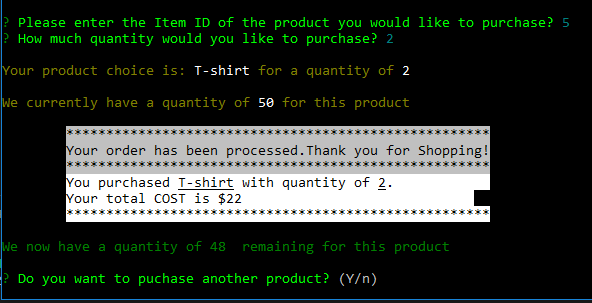 ? Please enter the Item ID of the product you would like to purchase? 5
? How much quantity would you like to purchase? 2
Your product choice is: T-shirt for a quantity of 2
We currently have a quantity of 50 for this product
*****************************************************
Your order has been processed.Thank you for Shopping!
*****************************************************
You purchased T-shirt with quantity of 2.
Your total COST is $22
*****************************************************
We now have a quantity of 48  remaining for this product
? Do you want to puchase another product? (Y/n)